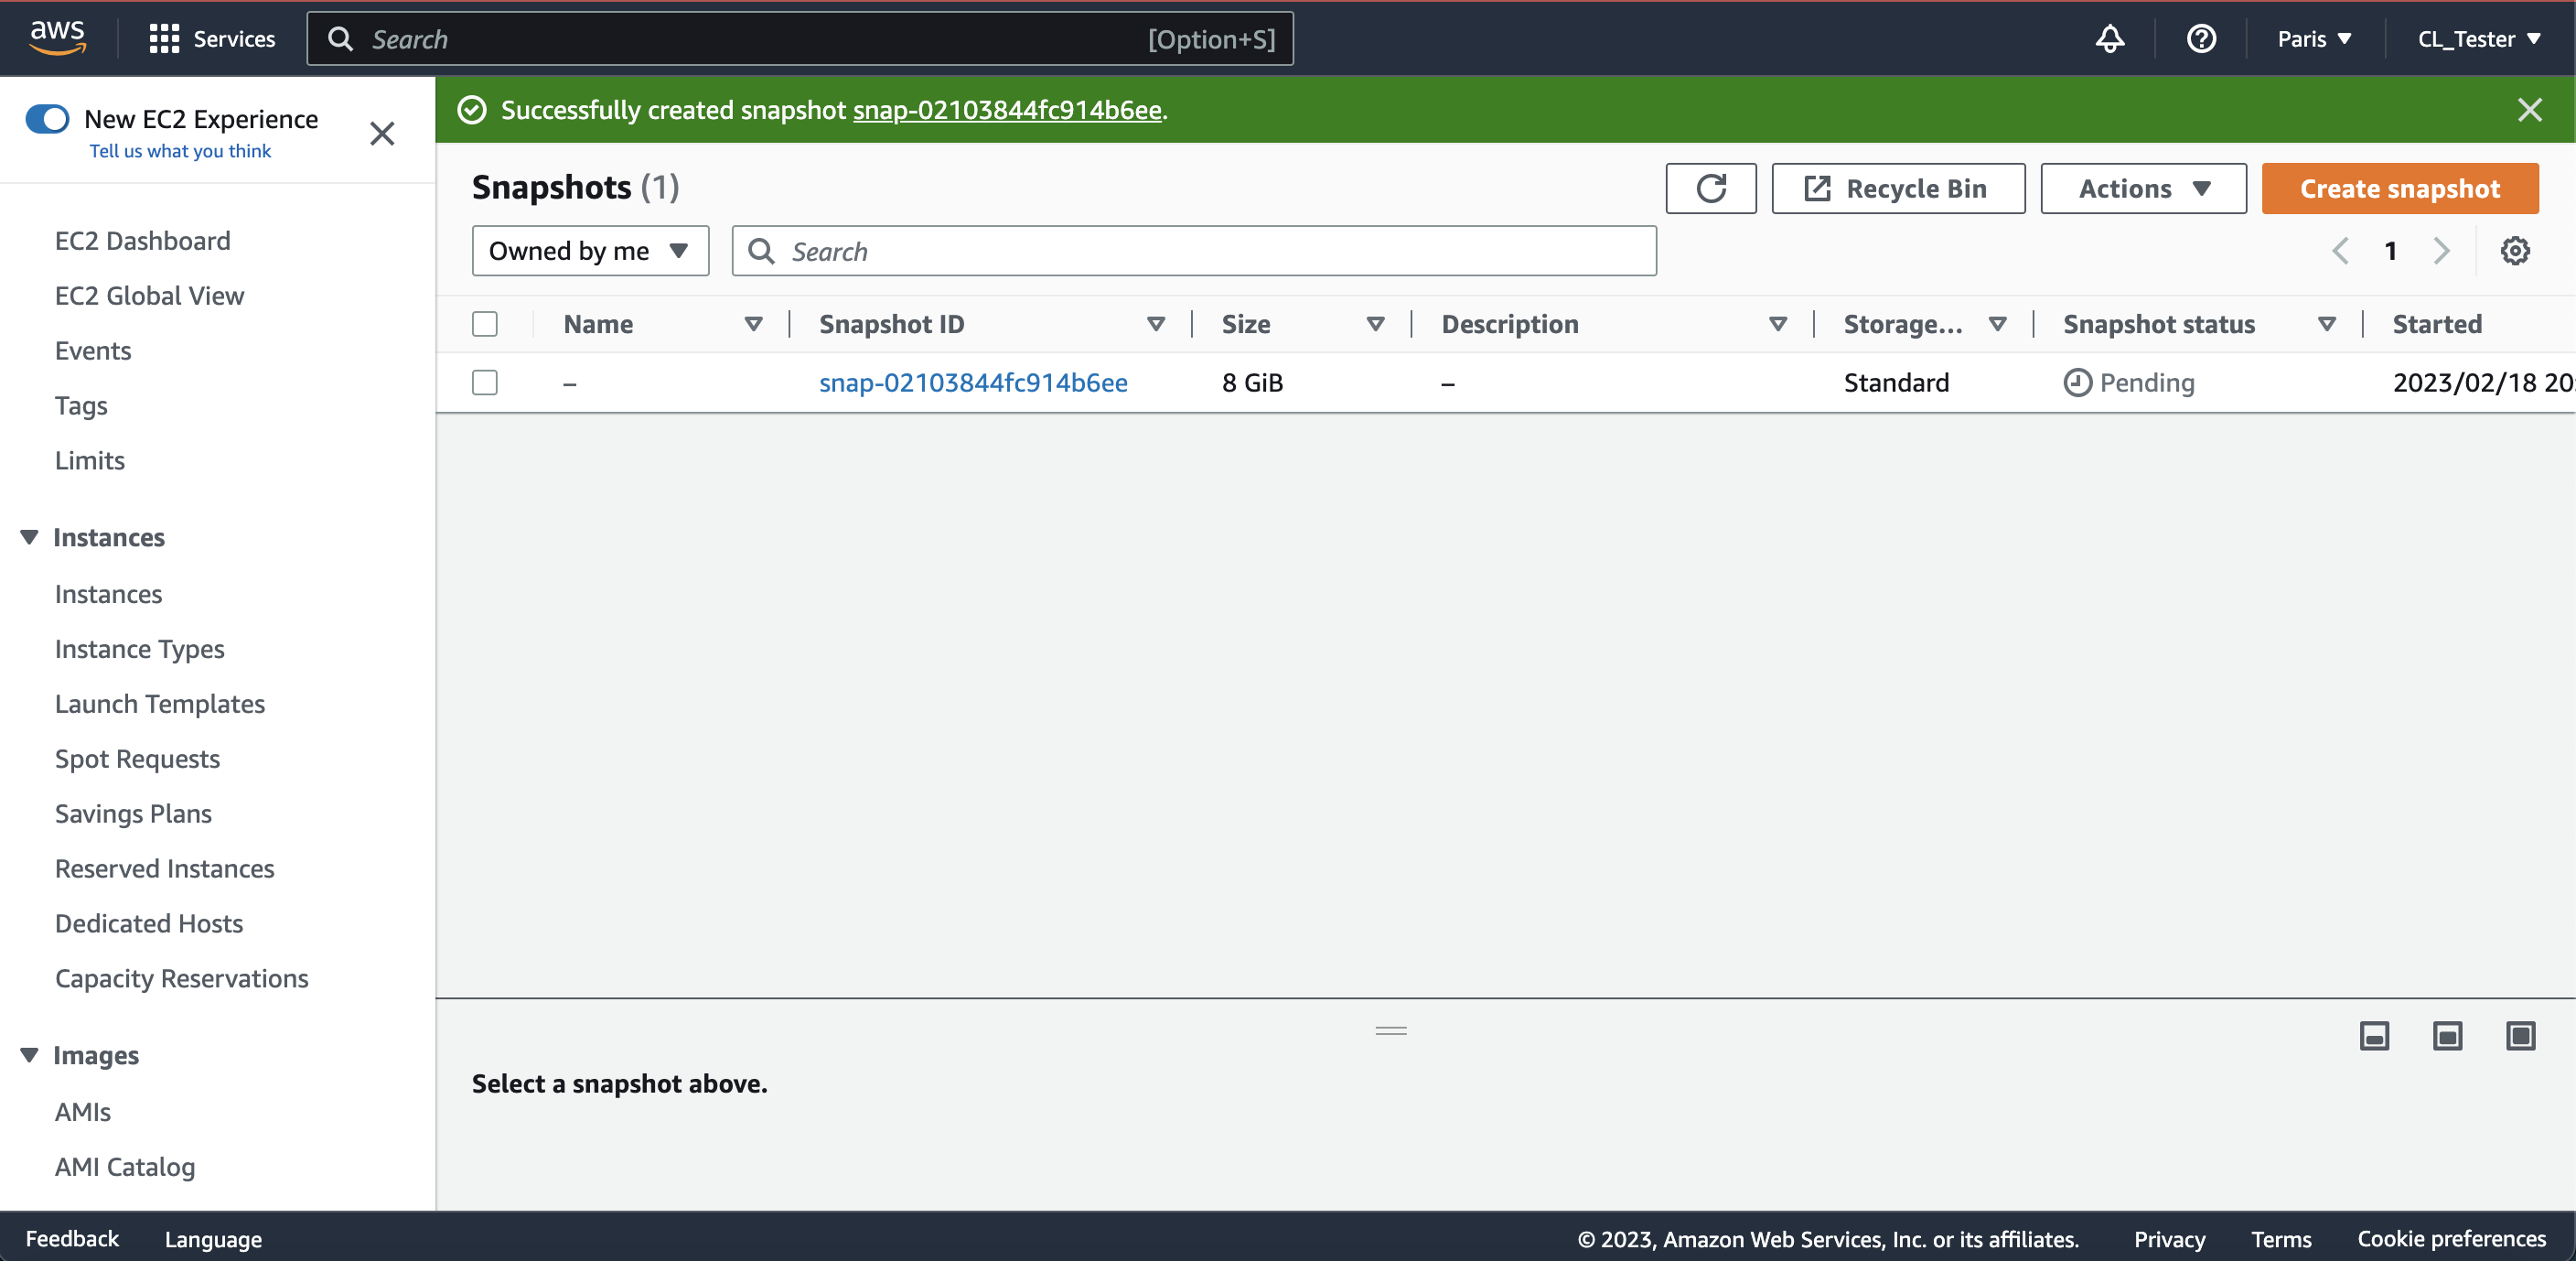 aws
Services
Search
[Option+S]
Paris
CL_Tester
New EC2 Experience
Tell us what you think
EC2 Dashboard
EC2 Global View
Events
Tags
Limits
Instances
Instances
Instance Types
Launch Templates
Spot Requests
Savings Plans
Reserved Instances
Dedicated Hosts
Capacity Reservations
Images
AMIs
AMI Catalog
Successfully created snapshot snap-02103844fc914b6ee.
Snapshots (1)
Recycle Bin
Actions
Create snapshot
Owned by me
Search
1
Name
Snapshot ID
Size
Description
Storage...
Snapshot status
Started
–
snap-02103844fc914b6ee
8 GiB
–
Standard
Pending
2023/02/18 20
Select a snapshot above.
Feedback
Language
© 2023, Amazon Web Services, Inc. or its affiliates.
Privacy
Terms
Cookie preferences